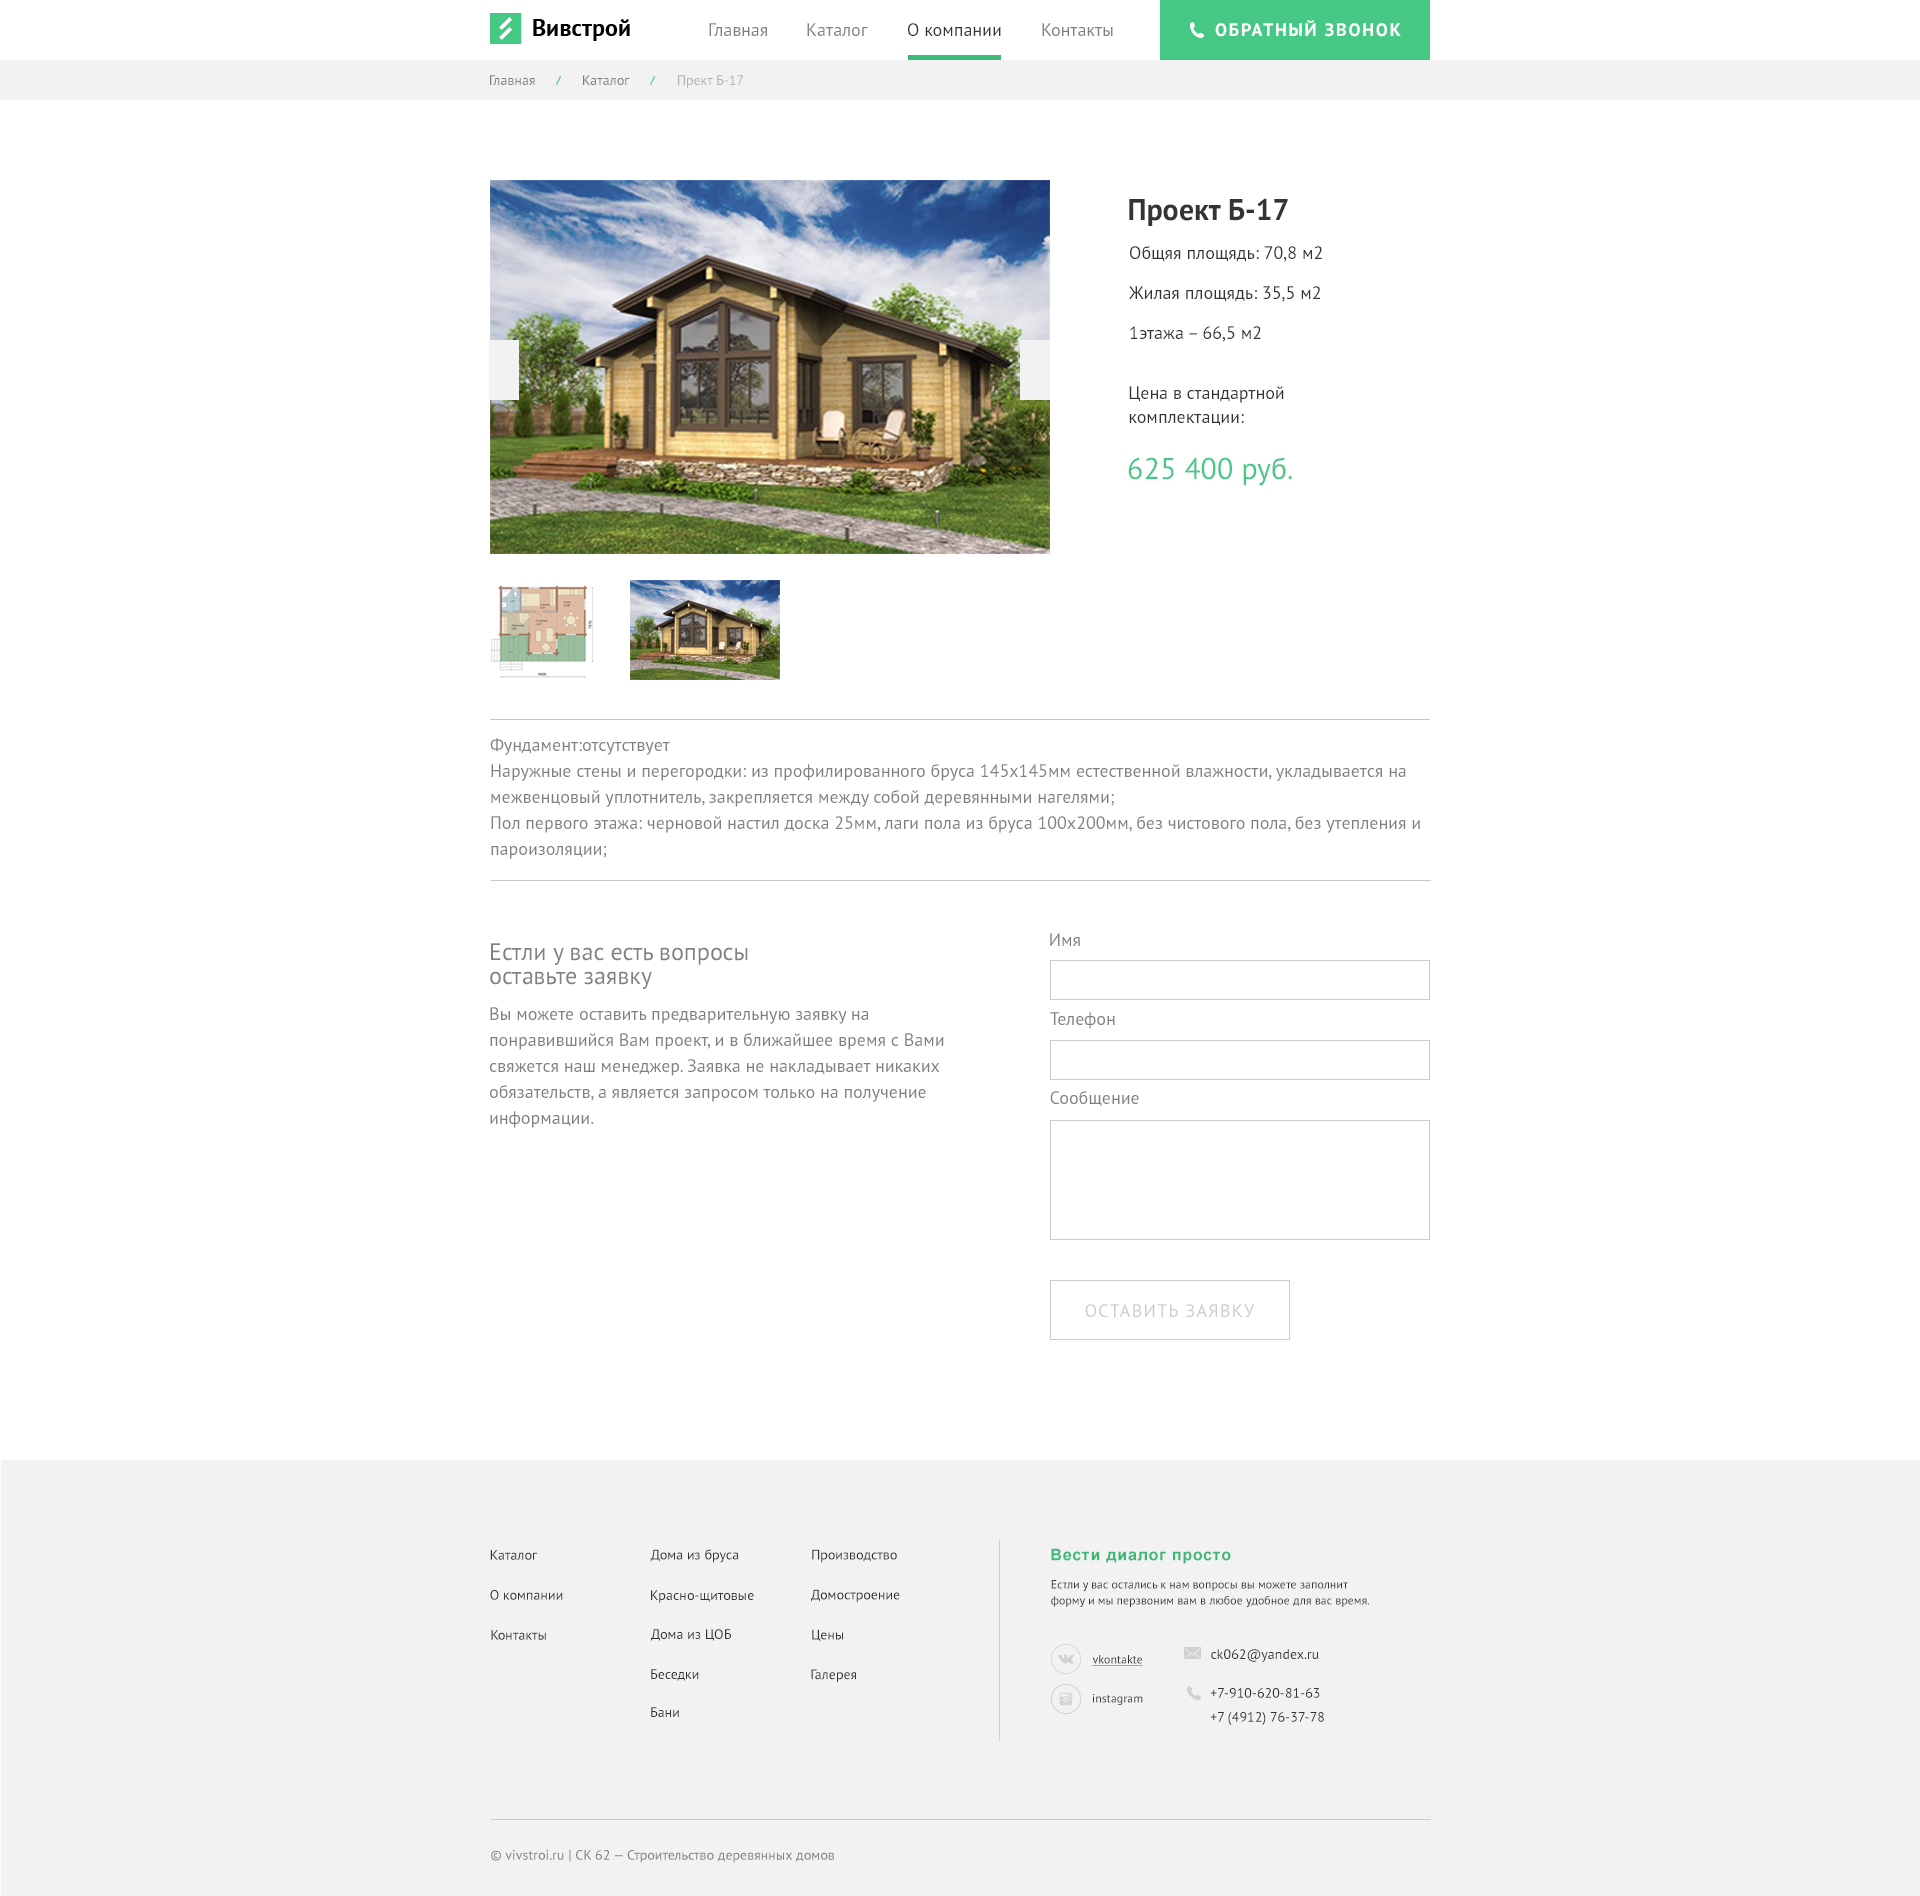 Вивстрой
Главная
Каталог
О компании
Контакты
ОБРАТНЫЙ ЗВОНОК
Главная / Каталог / Прект Б-17
Проект Б-17
Общяя площядь: 70,8 м2
Жилая площядь: 35,5 м2
1этажа – 66,5 м2
Цена в стандартной
комплектации:
625 400 руб.
Фундамент:отсутствует
Наружные стены и перегородки: из профилированного бруса 145х145мм естественной влажности, укладывается на
межвенцовый уплотнитель, закрепляется между собой деревянными нагелями;
Пол первого этажа: черновой настил доска 25мм, лаги пола из бруса 100х200мм, без чистового пола, без утепления и
пароизоляции;
Естли у вас есть вопросы
оставьте заявку
Вы можете оставить предварительную заявку на
понравившийся Вам проект, и в ближайшее время с Вами
свяжется наш менеджер. Заявка не накладывает никаких
обязательств, а является запросом только на получение
информации.
Имя
Телефон
Сообщение
ОСТАВИТЬ ЗАЯВКУ
Каталог
О компании
Контакты
Дома из бруса
Красно-щитовые
Дома из ЦОБ
Беседки
Бани
Производство
Домостроение
Цены
Галерея
Вести диалог просто
Естли у вас остались к нам вопросы вы можете заполнит
форму и мы перзвоним вам в любое удобное для вас время.
vkontakte
instagram
ck062@yandex.ru
+7-910-620-81-63
+7 (4912) 76-37-78
© vivstroi.ru | СК 62 — Строительство деревянных домов